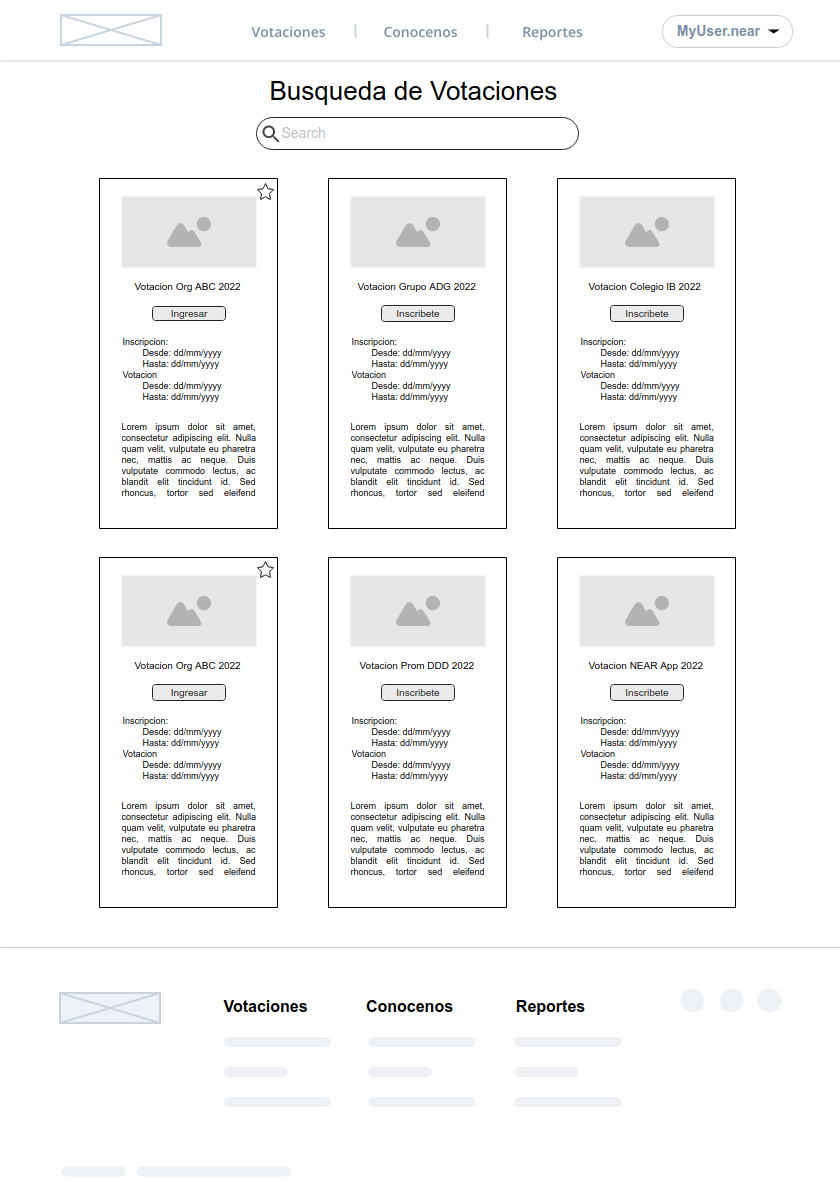 Votaciones | Conocenos | Reportes MyUser.near
Busqueda de Votaciones
Search
Votacion Org ABC 2022
Ingresar
Inscripcion:
Desde: dd/mm/yyyy
Hasta: dd/mm/yyyy
Votacion
Desde: dd/mm/yyyy
Hasta: dd/mm/yyyy
Lorem ipsum dolor sit amet,
consectetur adipiscing elit. Nulla
quam velit, vulputate eu pharetra
nec, mattis ac neque. Duis
vulputate commodo lectus, ac
blandit elit tincidunt id. Sed
rhoncus, tortor sed eleifend
Votacion Grupo ADG 2022
Inscribete
Inscripcion:
Desde: dd/mm/yyyy
Hasta: dd/mm/yyyy
Votacion
Desde: dd/mm/yyyy
Hasta: dd/mm/yyyy
Lorem ipsum dolor sit amet,
consectetur adipiscing elit. Nulla
quam velit, vulputate eu pharetra
nec, mattis ac neque. Duis
vulputate commodo lectus, ac
blandit elit tincidunt id. Sed
rhoncus, tortor sed eleifend
Votacion Colegio IB 2022
Inscribete
Inscripcion:
Desde: dd/mm/yyyy
Hasta: dd/mm/yyyy
Votacion
Desde: dd/mm/yyyy
Hasta: dd/mm/yyyy
Lorem ipsum dolor sit amet,
consectetur adipiscing elit. Nulla
quam velit, vulputate eu pharetra
nec, mattis ac neque. Duis
vulputate commodo lectus, ac
blandit elit tincidunt id. Sed
rhoncus, tortor sed eleifend
Votacion Org ABC 2022
Ingresar
Inscripcion:
Desde: dd/mm/yyyy
Hasta: dd/mm/yyyy
Votacion
Desde: dd/mm/yyyy
Hasta: dd/mm/yyyy
Lorem ipsum dolor sit amet,
consectetur adipiscing elit. Nulla
quam velit, vulputate eu pharetra
nec, mattis ac neque. Duis
vulputate commodo lectus, ac
blandit elit tincidunt id. Sed
rhoncus, tortor sed eleifend
Votacion Prom DDD 2022
Inscribete
Inscripcion:
Desde: dd/mm/yyyy
Hasta: dd/mm/yyyy
Votacion
Desde: dd/mm/yyyy
Hasta: dd/mm/yyyy
Lorem ipsum dolor sit amet,
consectetur adipiscing elit. Nulla
quam velit, vulputate eu pharetra
nec, mattis ac neque. Duis
vulputate commodo lectus, ac
blandit elit tincidunt id. Sed
rhoncus, tortor sed eleifend
Votacion NEAR App 2022
Inscribete
Inscripcion:
Desde: dd/mm/yyyy
Hasta: dd/mm/yyyy
Votacion
Desde: dd/mm/yyyy
Hasta: dd/mm/yyyy
Lorem ipsum dolor sit amet,
consectetur adipiscing elit. Nulla
quam velit, vulputate eu pharetra
nec, mattis ac neque. Duis
vulputate commodo lectus, ac
blandit elit tincidunt id. Sed
rhoncus, tortor sed eleifend
Votaciones Conocenos Reportes